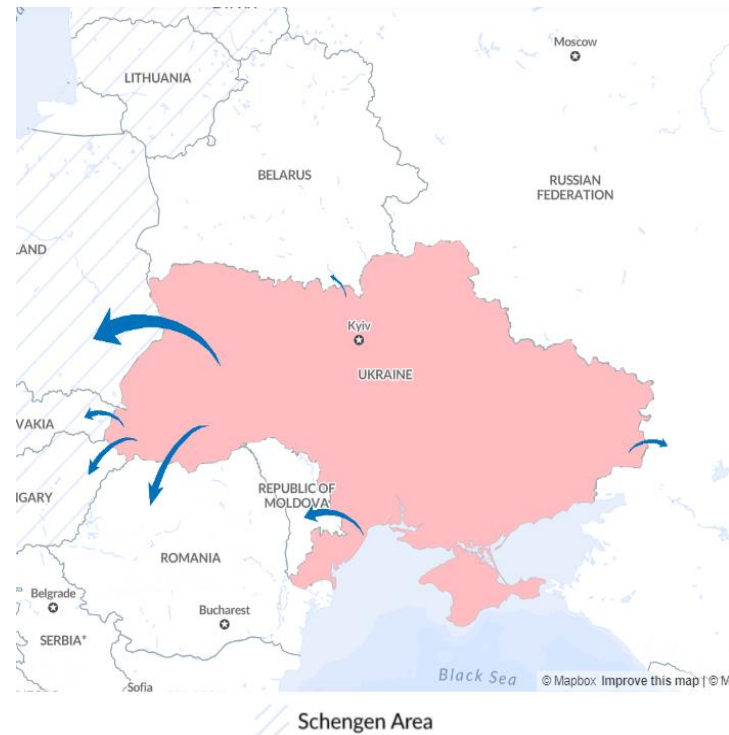 Moscow
LITHUANIA
BELARUS
RUSSIAN
FEDERATION
LAND
Kyiv
UKRAINE
VAKIA
GARY
REPUBLIC OF
MOLDOVA
ROMANIA
Belgrade
Bucharest
SERBIA*
Sofia
Black Sea
© Mapbox Improve this map | © M
Schengen Area